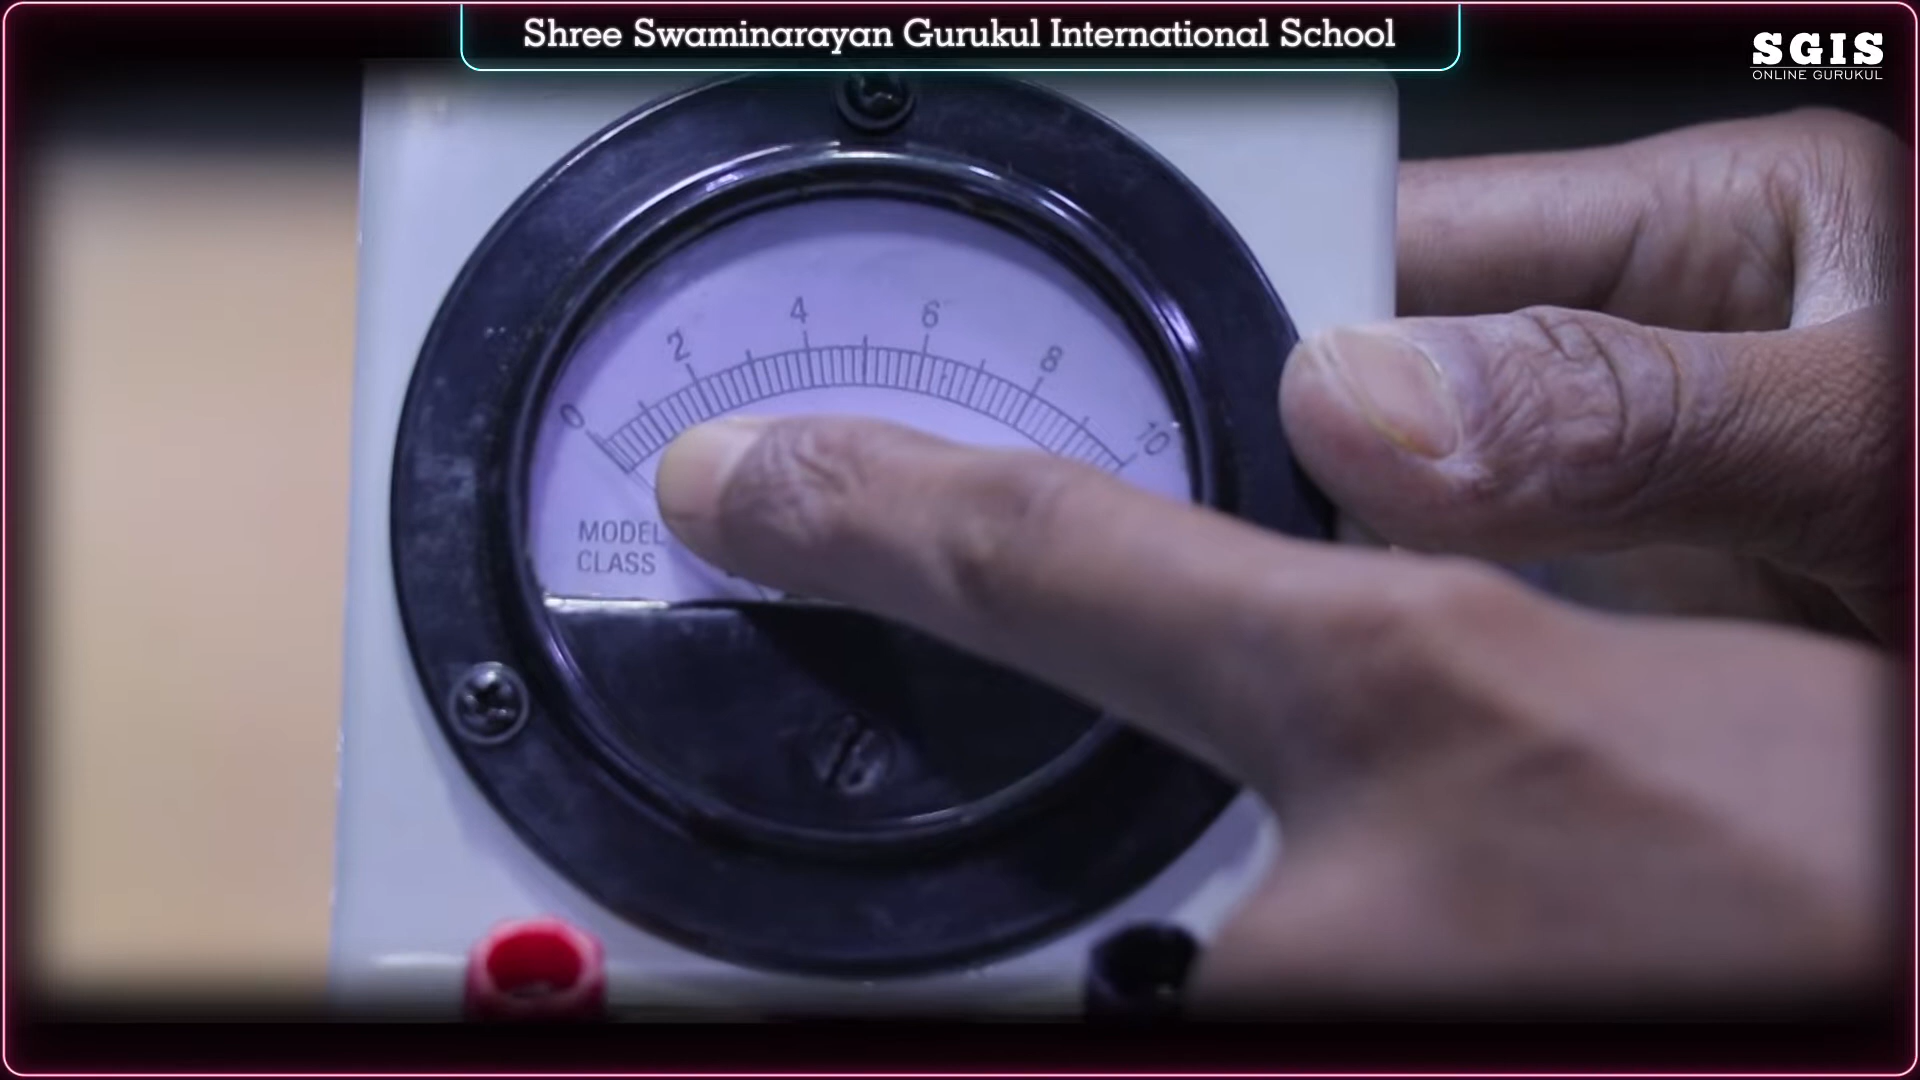 Shree Swaminarayan Gurukul International School
SGIS
ONLINE GURUKUL
0 2 4 6 8 10
MODEL
CLASS